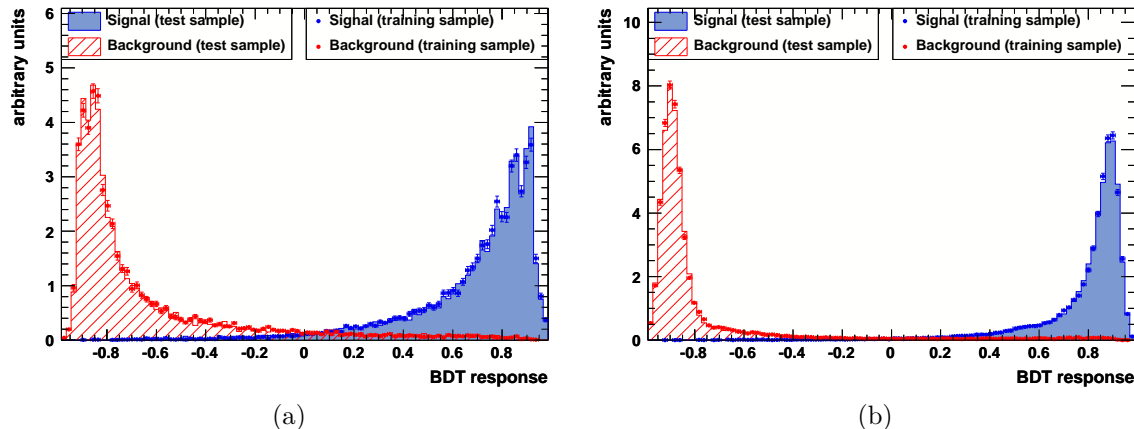 6
5
4
3
2
1
0
arbitrary units
Signal (test sample)
Background (test sample)
Signal (training sample)
Background (training sample)
-0.8 -0.6 -0.4 -0.2 0 0.2 0.4 0.6 0.8
BDT response
(a)
10
8
6
4
2
0
arbitrary units
Signal (test sample)
Background (test sample)
Signal (training sample)
Background (training sample)
-0.8 -0.6 -0.4 -0.2 -0.0 0.2 0.4 0.6 0.8
BDT response
(b)